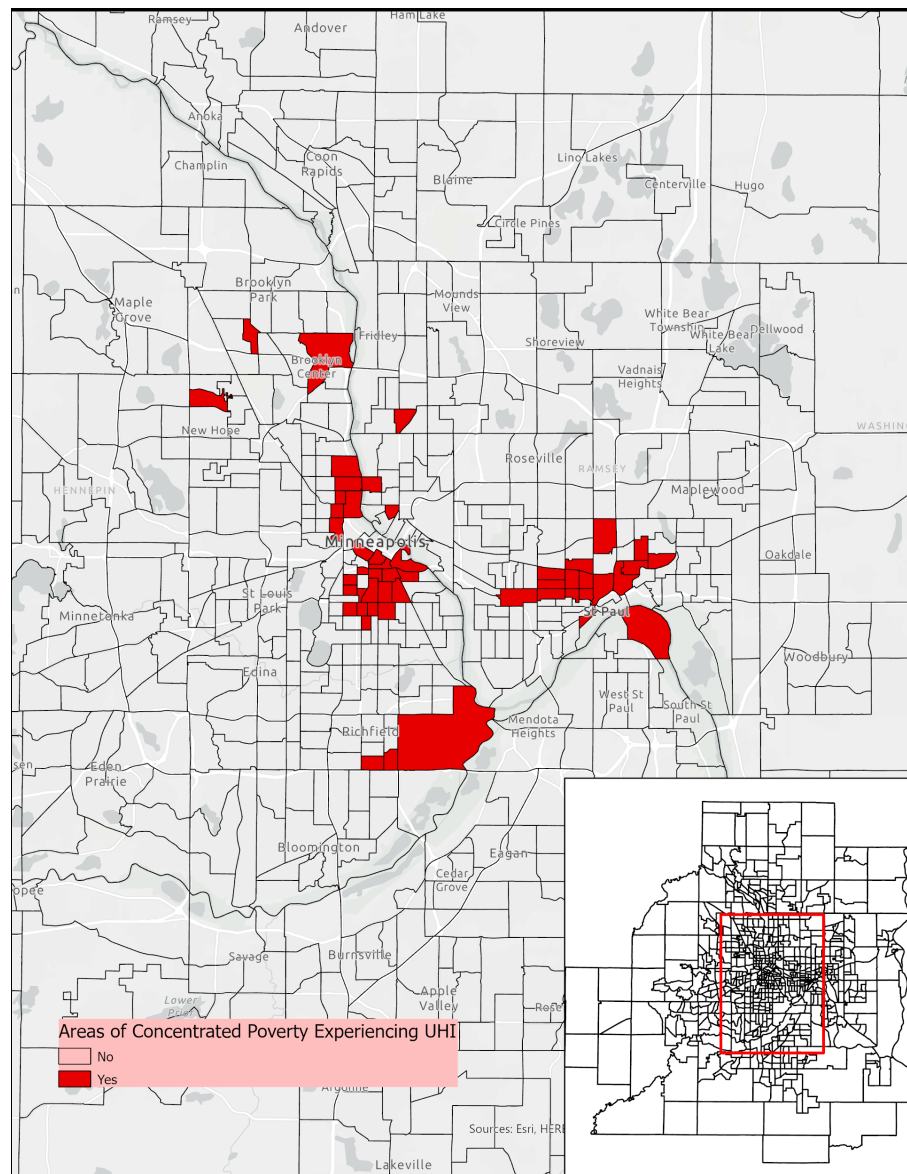 Ramsey
Ham Lake
Andover
Anoka
Champlin
Coon
Rapids
Blaine
Lino Lakes
Centerville
Hugo
Circle Pines
Brooklyn
Park
Maple
Grove
Mounds
View
Fridley
Shoreview
White Bear
Township
White Bear
Lake
Dellwood
Brooklyn
Center
Vadnais
Heights
New Hope
WASHING
Roseville
RAMSEY
Maplewood
HENNEPIN
Minneapolis
Oakdale
St Louis
Park
Minnetonka
St Paul
Edina
Woodbury
West St
Paul
South St
Paul
Richfield
Mendota
Heights
sen
Eden
Prairie
Bloomington
Eagan
Cedar
Grove
opee
Savage
Burnsville
Apple
Valley
Lower
Prior
Rose
Areas of Concentrated Poverty Experiencing UHI
No
Yes
Sources: Esri, HERE
Lakeville